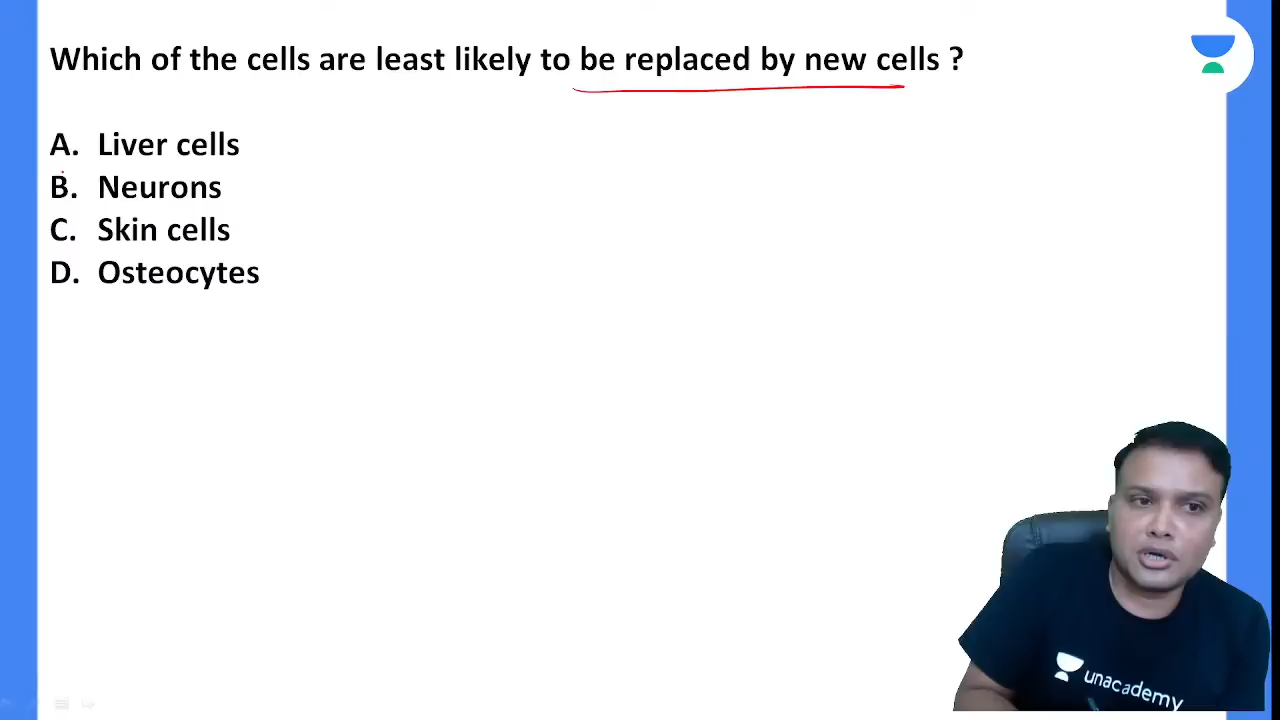 Which of the cells are least likely to be replaced by new cells ?
A. Liver cells
B. Neurons
C. Skin cells
D. Osteocytes
unacademy